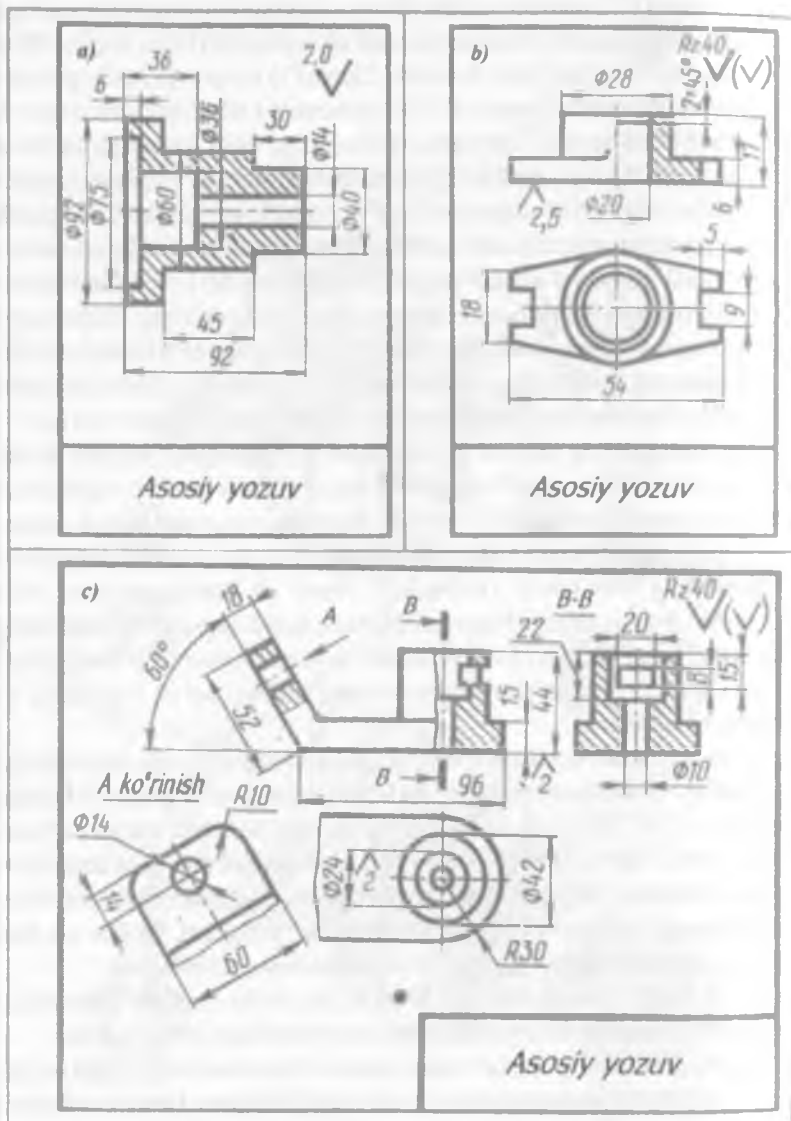 a)
36
2,0
6
Φ36
30
Φ14
Φ92
Φ75
Φ60
Φ40
45
92
Asosiy yozuv
b)
Rz40
(√)
Φ28
2×45°
17
2,5
Φ20
6
5
18
9
54
Asosiy yozuv
c)
18
A
B
B-B
Rz40
(√)
60°
22
20
52
15
44
8
15
B
96
2
Φ10
A ko'rinish
R10
Φ14
14
60
Φ24
2
Φ42
R30
Asosiy yozuv